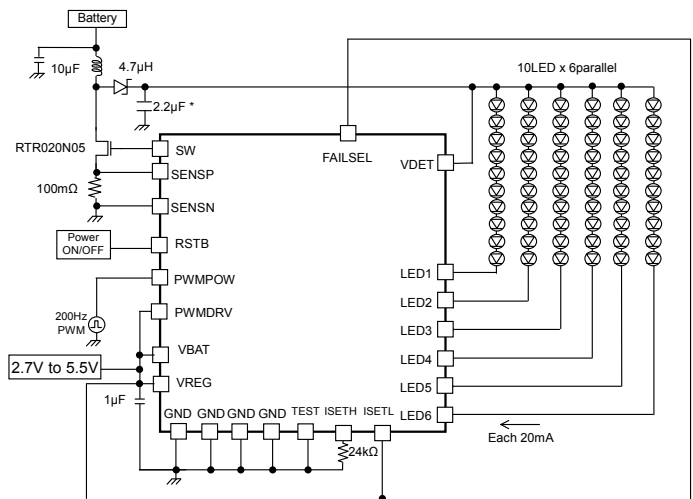 Battery
10μF
4.7μH
2.2μF *
10LED x 6parallel
RTR020N05
100mΩ
SW
SENSP
SENSN
FAILSEL
VDET
Power
ON/OFF
RSTB
PWMPOW
200Hz
PWM
PWMDRV
2.7V to 5.5V
VBAT
VREG
1μF
LED1
LED2
LED3
LED4
LED5
LED6
GND
GND
GND
GND
TEST
ISETH
ISETL
24kΩ
Each 20mA